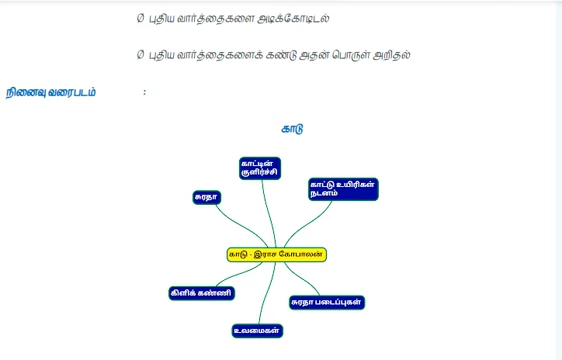 Ø புதிய வார்த்தைகளை அடிக்கோடிடல்
Ø புதிய வார்த்தைகளைக் கண்டு அதன் பொருள் அறிதல்
நினைவு வரைபடம் :
காடு
காட்டின்
குளிர்ச்சி
காட்டு உயிரிகள்
நடனம்
சுரதா
காடு - இராச கோபாலன்
கிளிக் கண்ணி
சுரதா படைப்புகள்
உவமைகள்